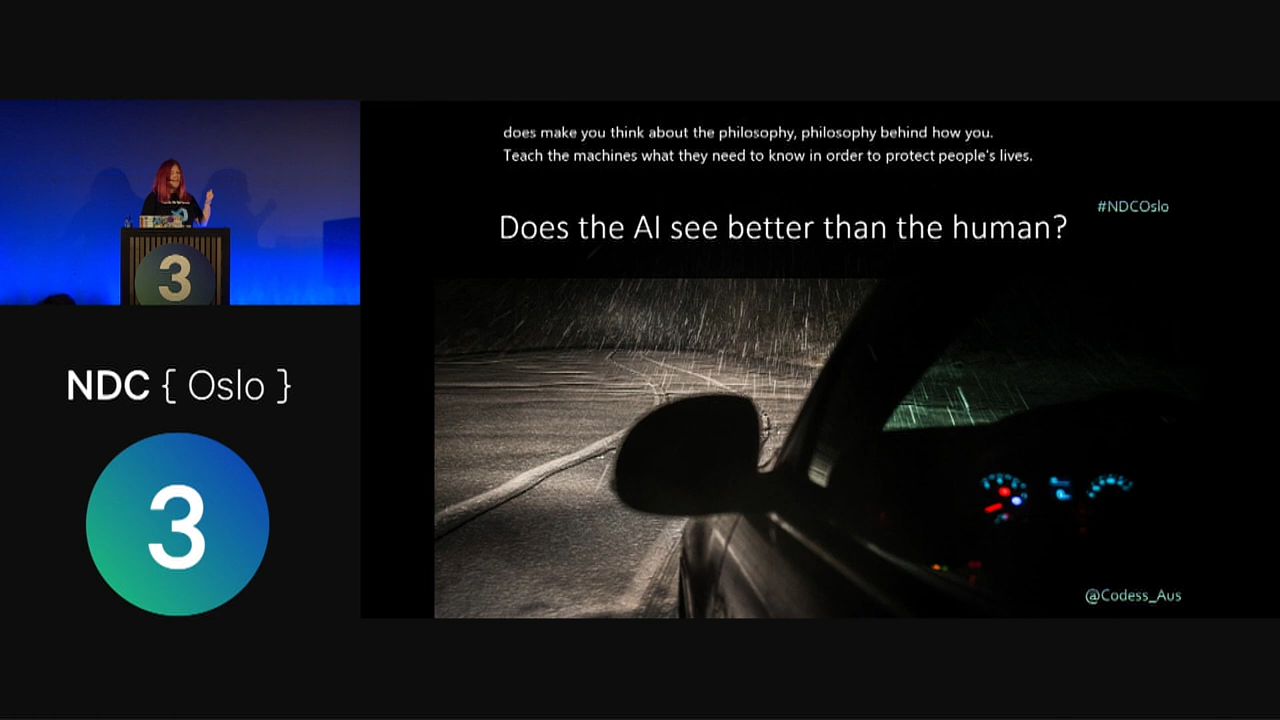 does make you think about the philosophy, philosophy behind how you.
Teach the machines what they need to know in order to protect people's lives.
#NDCOslo
Does the AI see better than the human?
3
NDC { Oslo }
3
@Codess_Aus